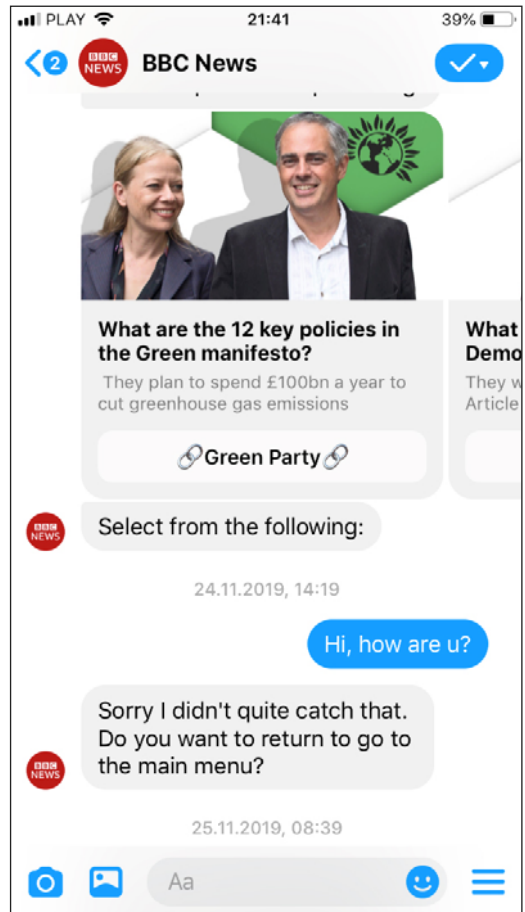 PLAY 21:41 39%
2 BBC NEWS BBC News
What are the 12 key policies in
the Green manifesto?
They plan to spend £100bn a year to
cut greenhouse gas emissions
🔗Green Party🔗
What
Demo
They w
Article
BBC NEWS Select from the following:
24.11.2019, 14:19
Hi, how are u?
Sorry I didn't quite catch that.
Do you want to return to go to
the main menu?
BBC NEWS
25.11.2019, 08:39
Aa